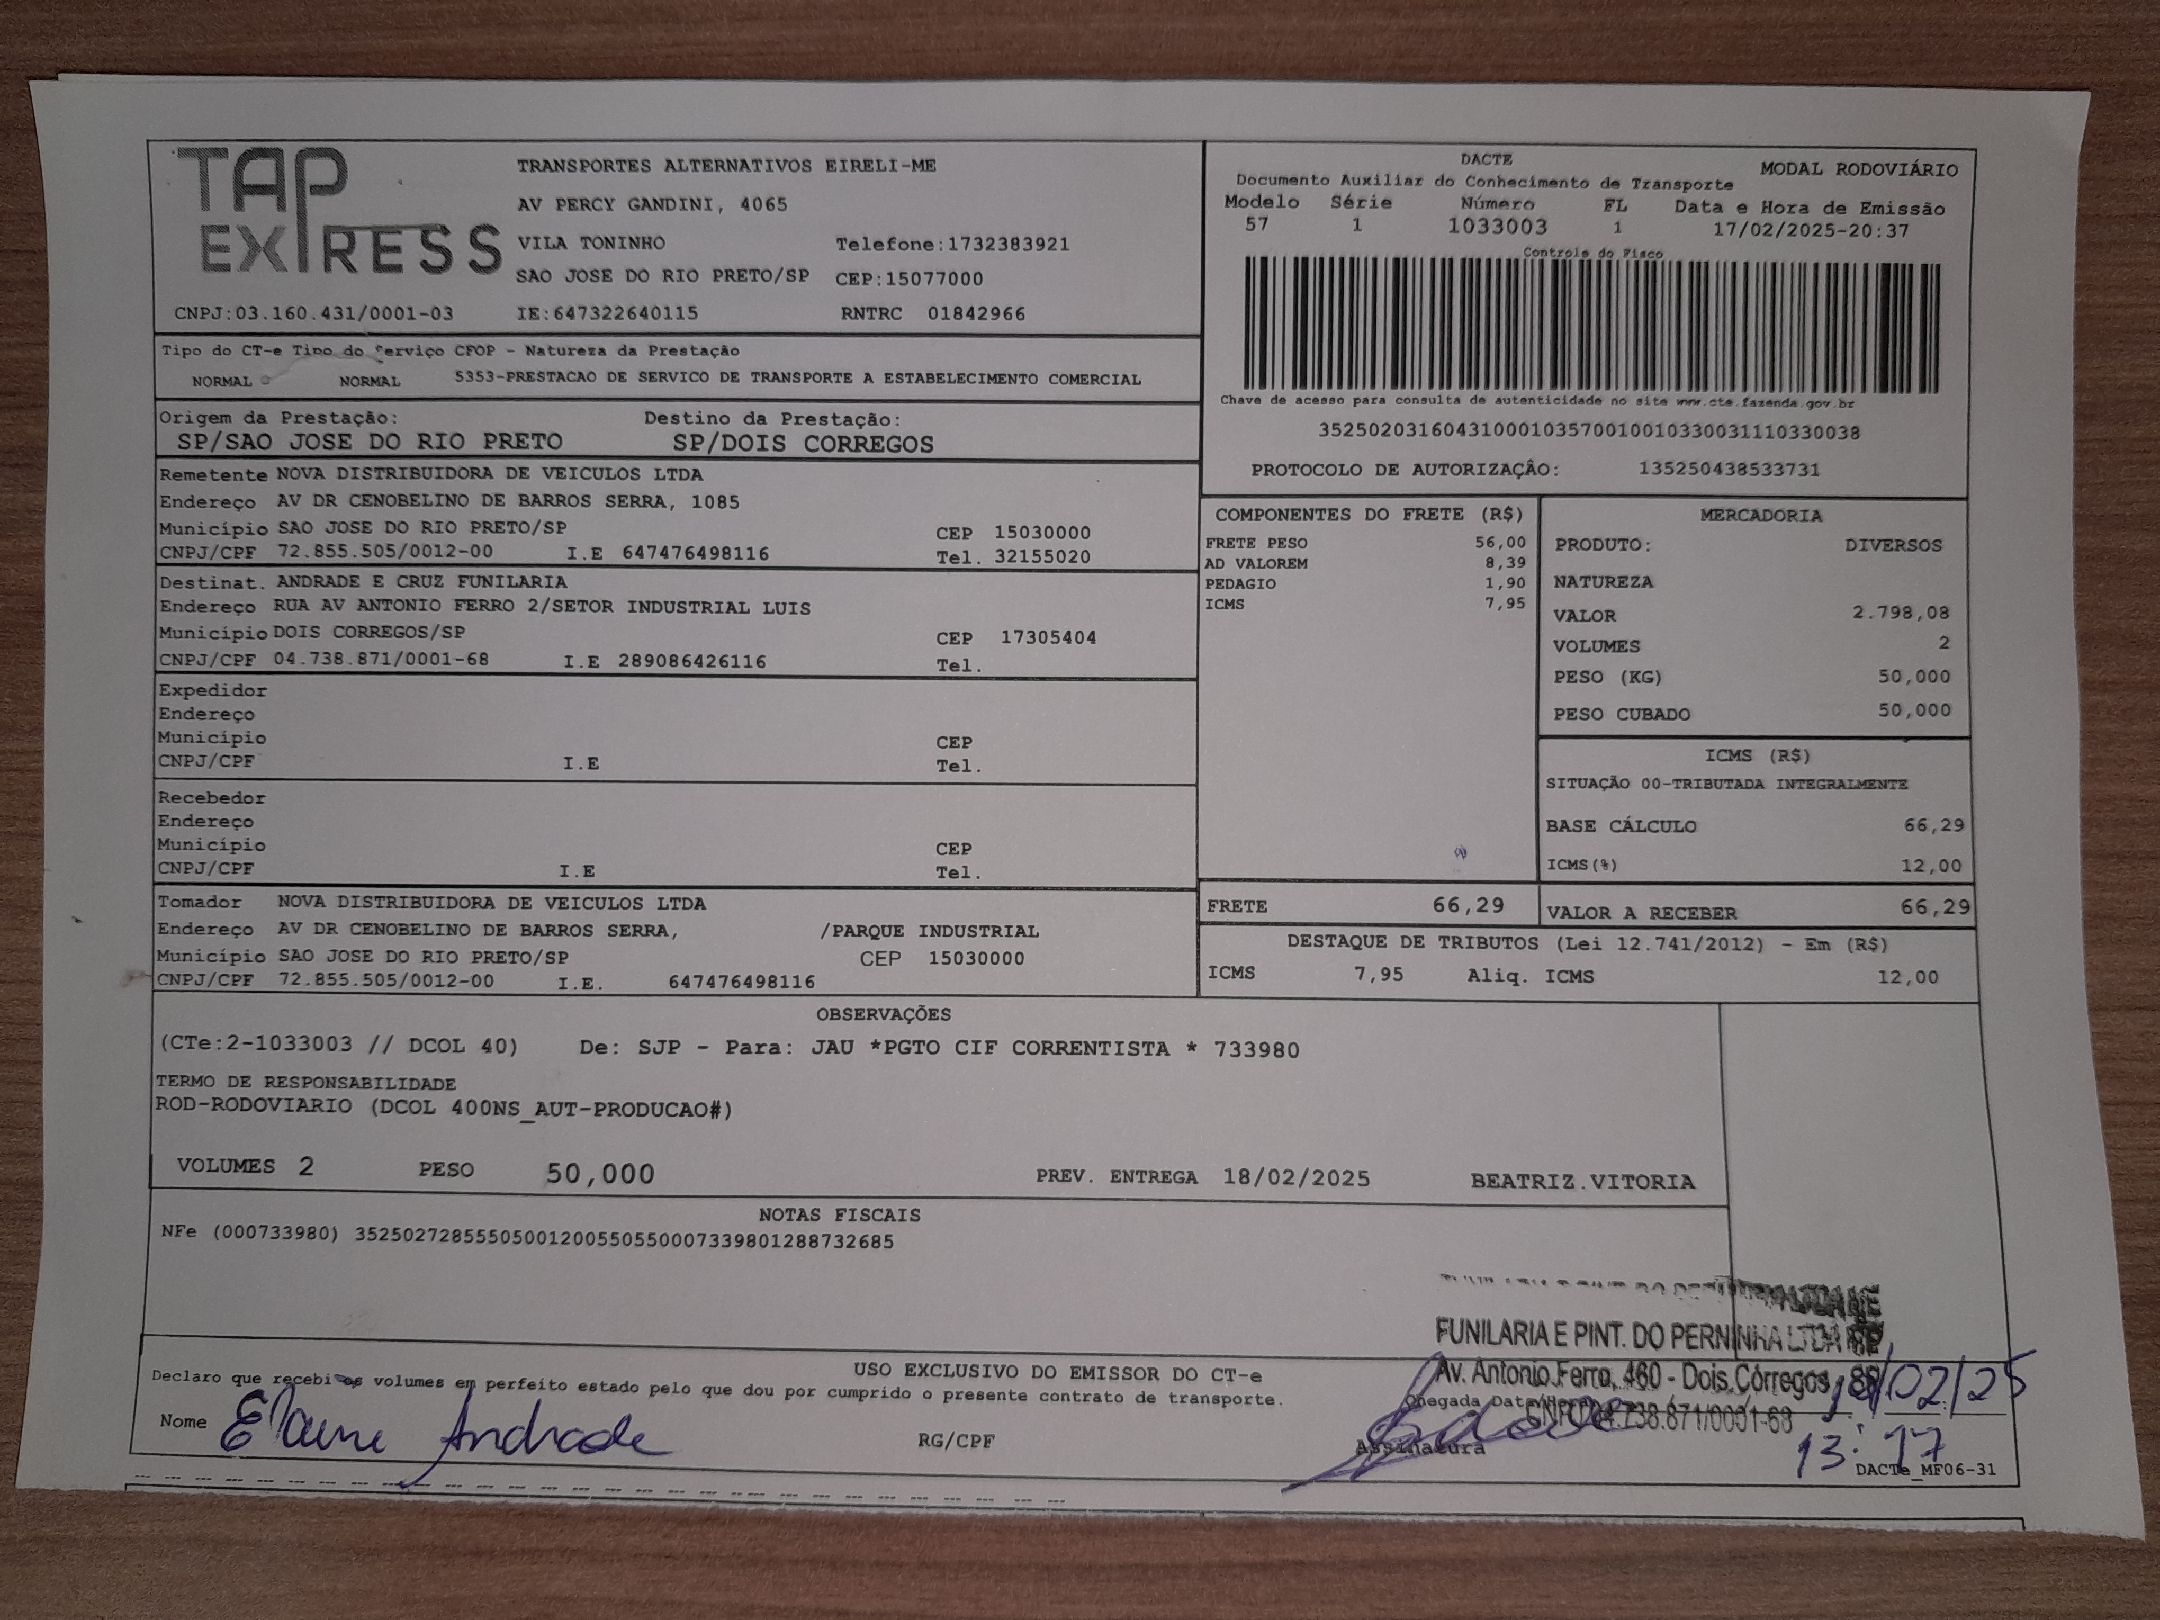 TAP EXPRESS
TRANSPORTES ALTERNATIVOS EIRELI-ME
AV PERCY GANDINI, 4065
VILA TONINHO Telefone:1732383921
SAO JOSE DO RIO PRETO/SP CEP:15077000
CNPJ:03.160.431/0001-03 IE:647322640115 RNTRC 01842966
DACTE MODAL RODOVIÁRIO
Documento Auxiliar do Conhecimento de Transporte
Modelo Série Número FL Data e Hora de Emissão
57 1 1033003 1 17/02/2025-20:37
Controle do Fisco
Chave de acesso para consulta de autenticidade no site www.cte.fazenda.gov.br
35250203160431000103570010010330031110330038
PROTOCOLO DE AUTORIZAÇÃO: 135250438533731
Tipo do CT-e Tipo do Serviço CFOP - Natureza da Prestação
NORMAL NORMAL 5353-PRESTACAO DE SERVICO DE TRANSPORTE A ESTABELECIMENTO COMERCIAL
Origem da Prestação: Destino da Prestação:
SP/SAO JOSE DO RIO PRETO SP/DOIS CORREGOS
Remetente NOVA DISTRIBUIDORA DE VEICULOS LTDA
Endereço AV DR CENOBELINO DE BARROS SERRA, 1085
Município SAO JOSE DO RIO PRETO/SP CEP 15030000
CNPJ/CPF 72.855.505/0012-00 I.E 647476498116 Tel. 32155020
Destinat. ANDRADE E CRUZ FUNILARIA
Endereço RUA AV ANTONIO FERRO 2/SETOR INDUSTRIAL LUIS
Município DOIS CORREGOS/SP CEP 17305404
CNPJ/CPF 04.738.871/0001-68 I.E 289086426116 Tel.
Expedidor
Endereço
Município CEP
CNPJ/CPF I.E Tel.
Recebedor
Endereço
Município CEP
CNPJ/CPF I.E Tel.
Tomador NOVA DISTRIBUIDORA DE VEICULOS LTDA
Endereço AV DR CENOBELINO DE BARROS SERRA, /PARQUE INDUSTRIAL
Município SAO JOSE DO RIO PRETO/SP CEP 15030000
CNPJ/CPF 72.855.505/0012-00 I.E. 647476498116
COMPONENTES DO FRETE (R$)
FRETE PESO 56,00
AD VALOREM 8,39
PEDAGIO 1,90
ICMS 7,95
FRETE 66,29
MERCADORIA
PRODUTO: DIVERSOS
NATUREZA
VALOR 2.798,08
VOLUMES 2
PESO (KG) 50,000
PESO CUBADO 50,000
ICMS (R$)
SITUAÇÃO 00-TRIBUTADA INTEGRALMENTE
BASE CÁLCULO 66,29
ICMS(%) 12,00
VALOR A RECEBER 66,29
DESTAQUE DE TRIBUTOS (Lei 12.741/2012) - Em (R$)
ICMS 7,95 Aliq. ICMS 12,00
OBSERVAÇÕES
(CTe:2-1033003 // DCOL 40) De: SJP - Para: JAU *PGTO CIF CORRENTISTA * 733980
TERMO DE RESPONSABILIDADE
ROD-RODOVIARIO (DCOL 400NS_AUT-PRODUCAO#)
VOLUMES 2 PESO 50,000 PREV. ENTREGA 18/02/2025 BEATRIZ.VITORIA
NOTAS FISCAIS
NFe (000733980) 35250272855505001200550550007339801288732685
FUNILARIA E PINT. DO PERNINHA LTDA
Av. Antonio Ferro, 460 - Dois Córregos - SP
CNPJ 04.738.871/0001-68
USO EXCLUSIVO DO EMISSOR DO CT-e
Declaro que recebi os volumes em perfeito estado pelo que dou por cumprido o presente contrato de transporte.
Chegada Data/Hora 18/02/25
Nome Elaine Andrade RG/CPF Assinatura 13:17
DACTe_MF06-31